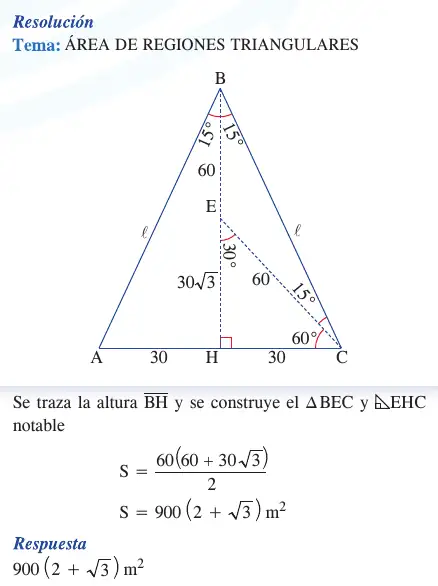 Resolución
Tema: ÁREA DE REGIONES TRIANGULARES
B
15° 15°
60
E
ℓ ℓ
30°
30√3 60 15°
60°
A 30 H 30 C
Se traza la altura B̅H̅ y se construye el ΔBEC y ◺EHC
notable
S = 60(60 + 30√3) / 2
S = 900 (2 + √3) m²
Respuesta
900 (2 + √3) m²